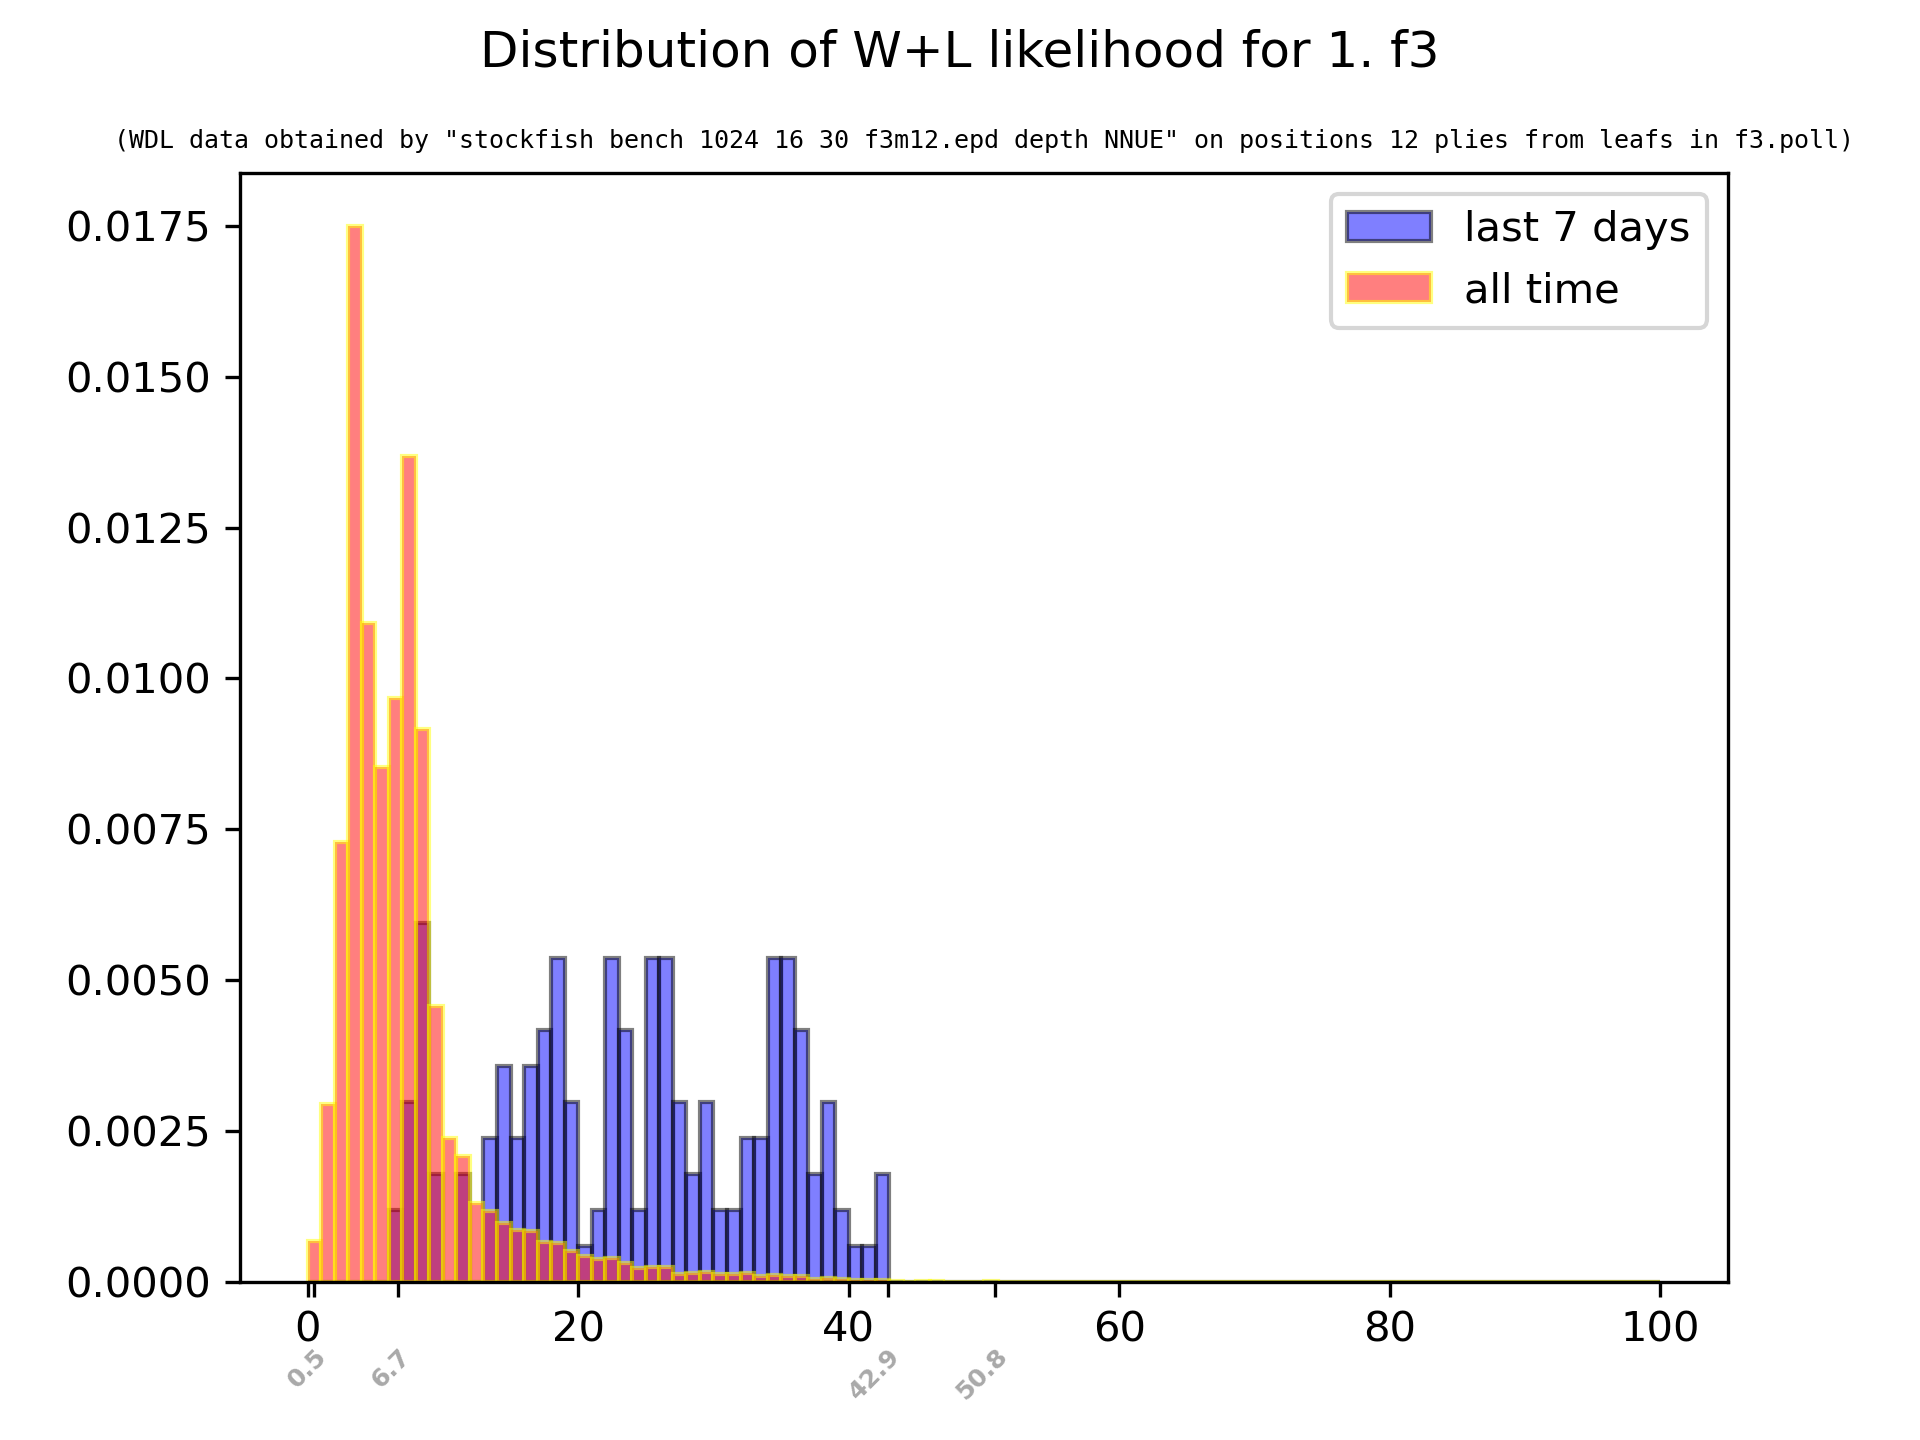 Distribution of W+L likelihood for 1. f3
(WDL data obtained by "stockfish bench 1024 16 30 f3m12.epd depth NNUE" on positions 12 plies from leafs in f3.poll)
last 7 days
all time
0.0175
0.0150
0.0125
0.0100
0.0075
0.0050
0.0025
0.0000
0 20 40 60 80 100
0.5 6.7 42.9 50.8